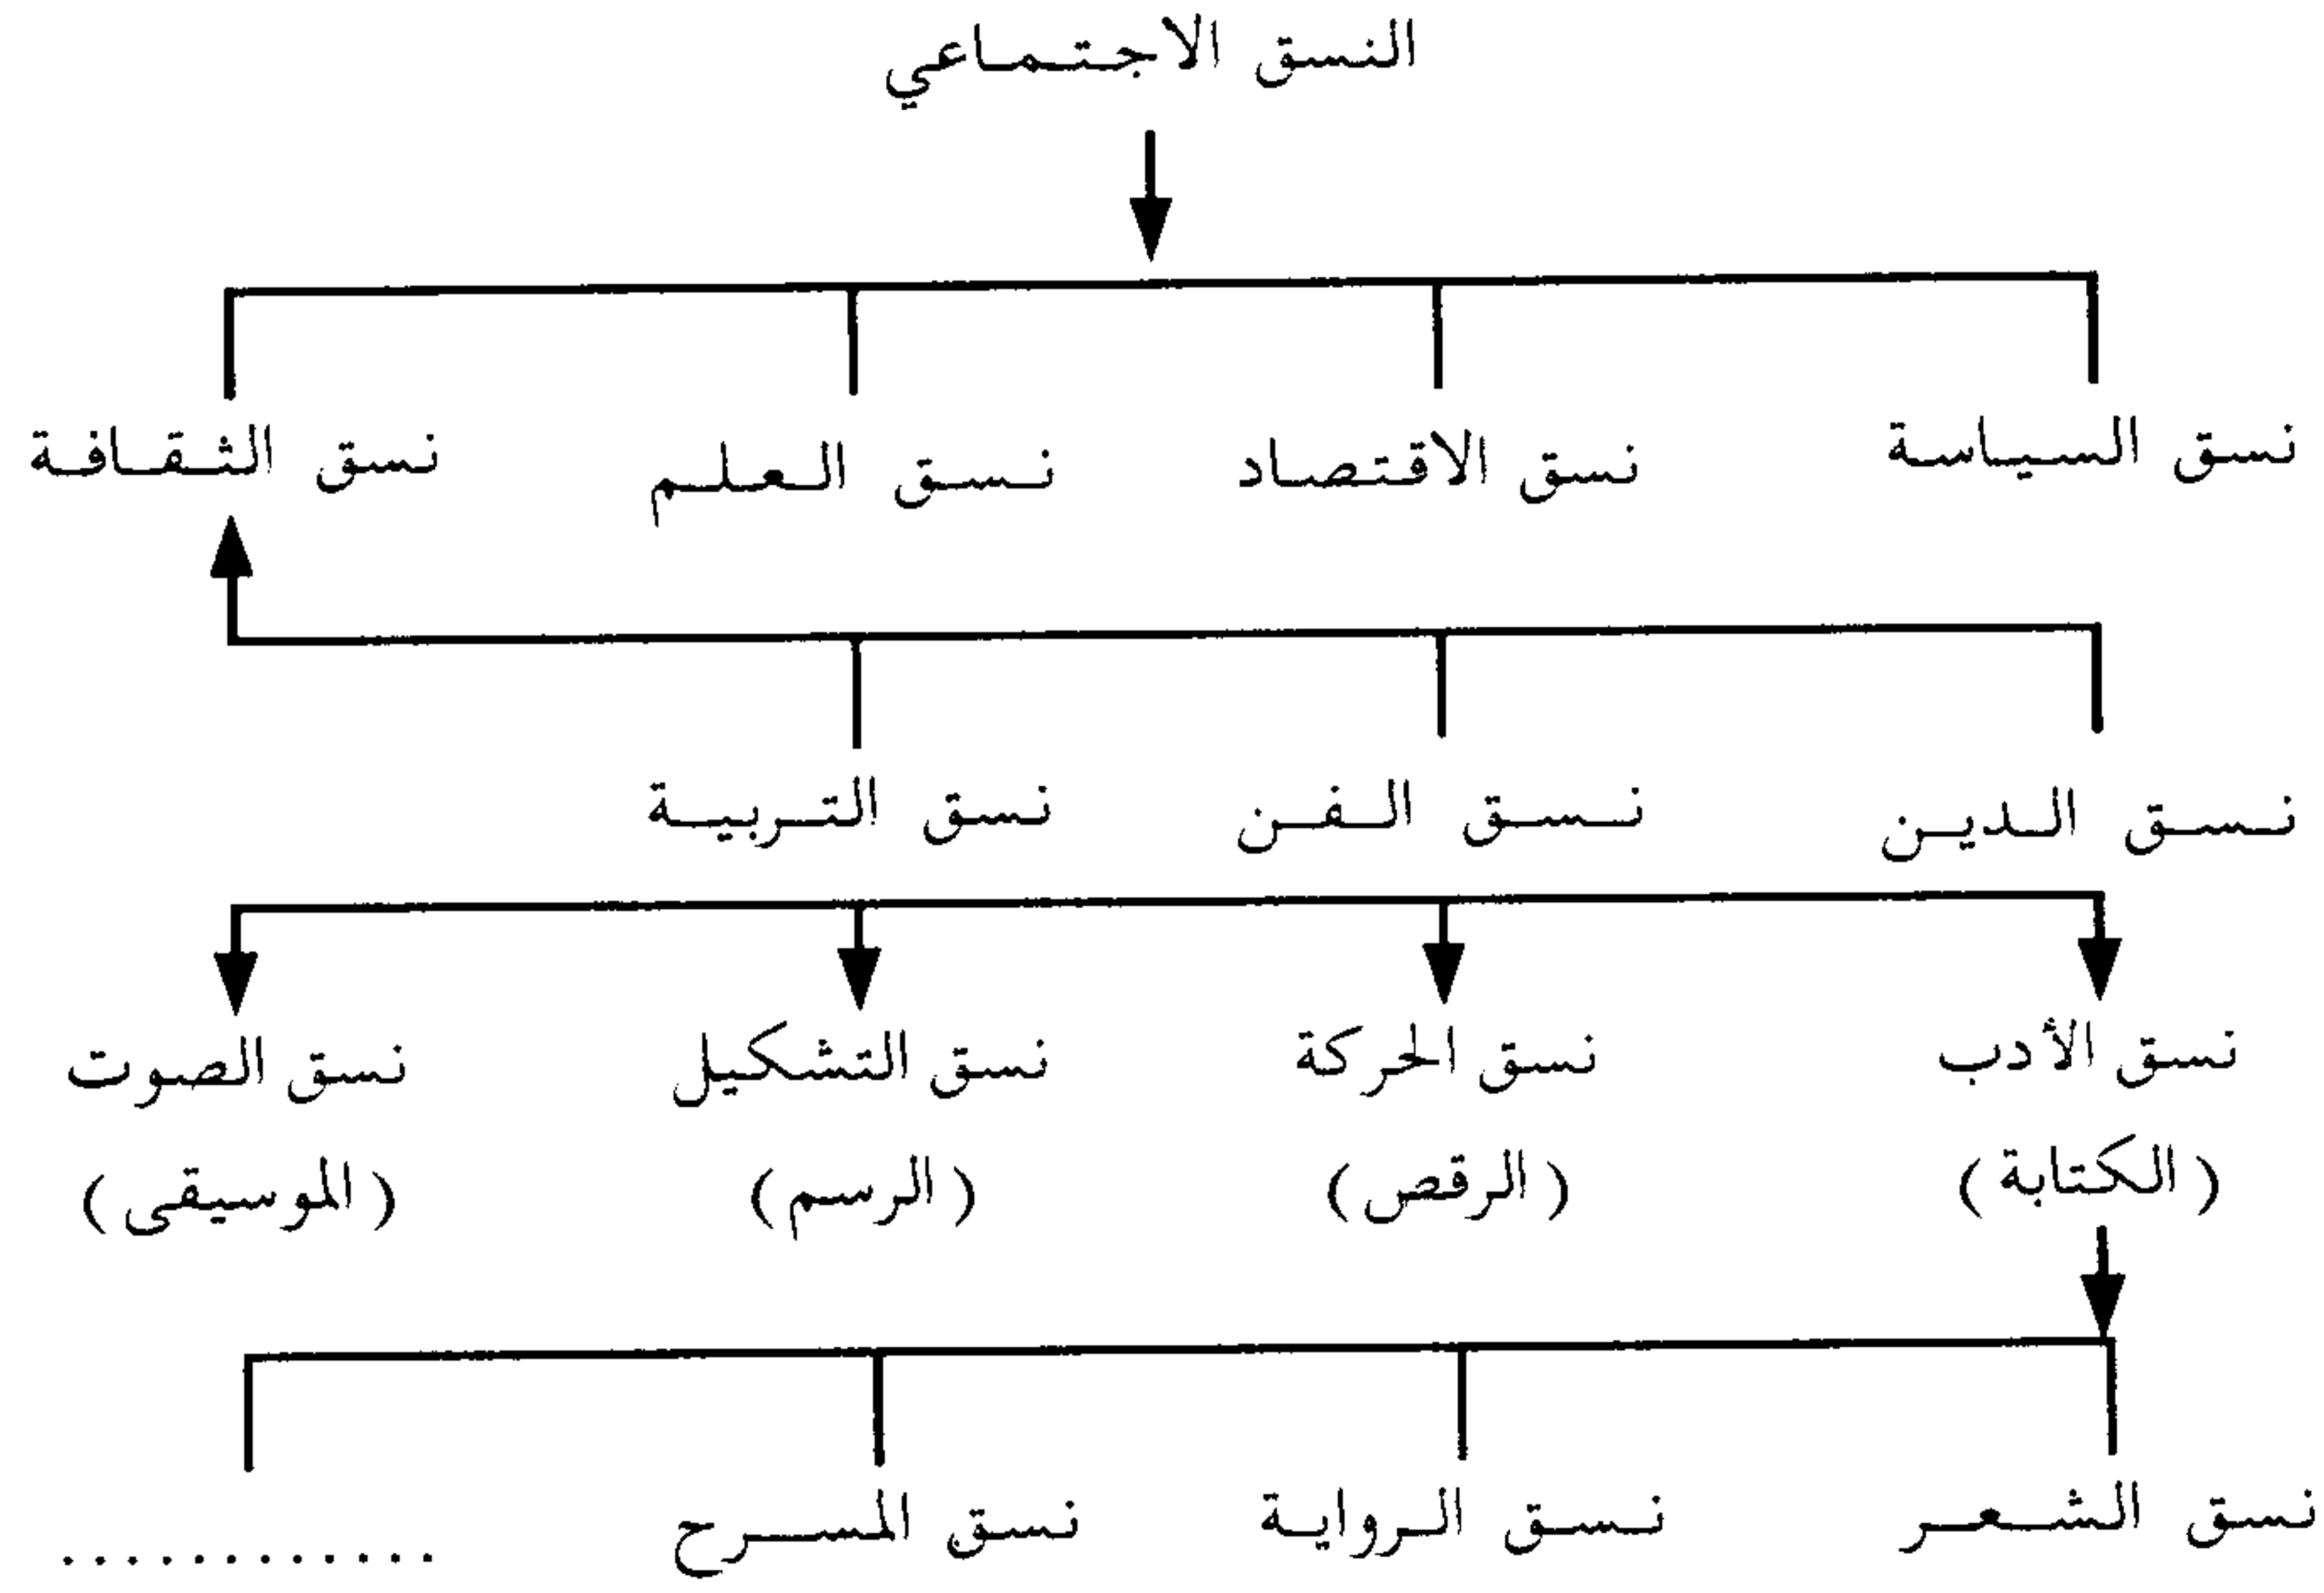 النسق الاجتماعي
نسق السياسة نسق الاقتصاد نسق العلم نسق الثقافة
نسق الدين نسق الفن نسق التربية
نسق الأدب نسق الحركة نسق التشكيل نسق الصوت
(الكتابة) (الرقص) (الرسم) (الموسيقى)
نسق الشعر نسق الرواية نسق المسرح ............